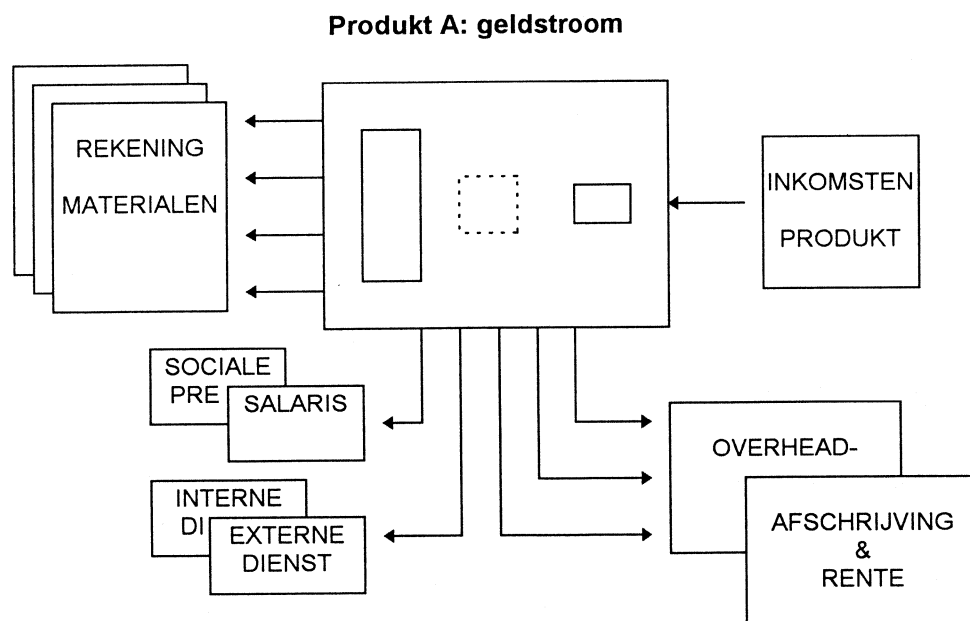 Produkt A: geldstroom
REKENING
MATERIALEN
INKOMSTEN
PRODUKT
SOCIALE
PRE
SALARIS
INTERNE
DI
EXTERNE
DIENST
OVERHEAD-
AFSCHRIJVING
&
RENTE